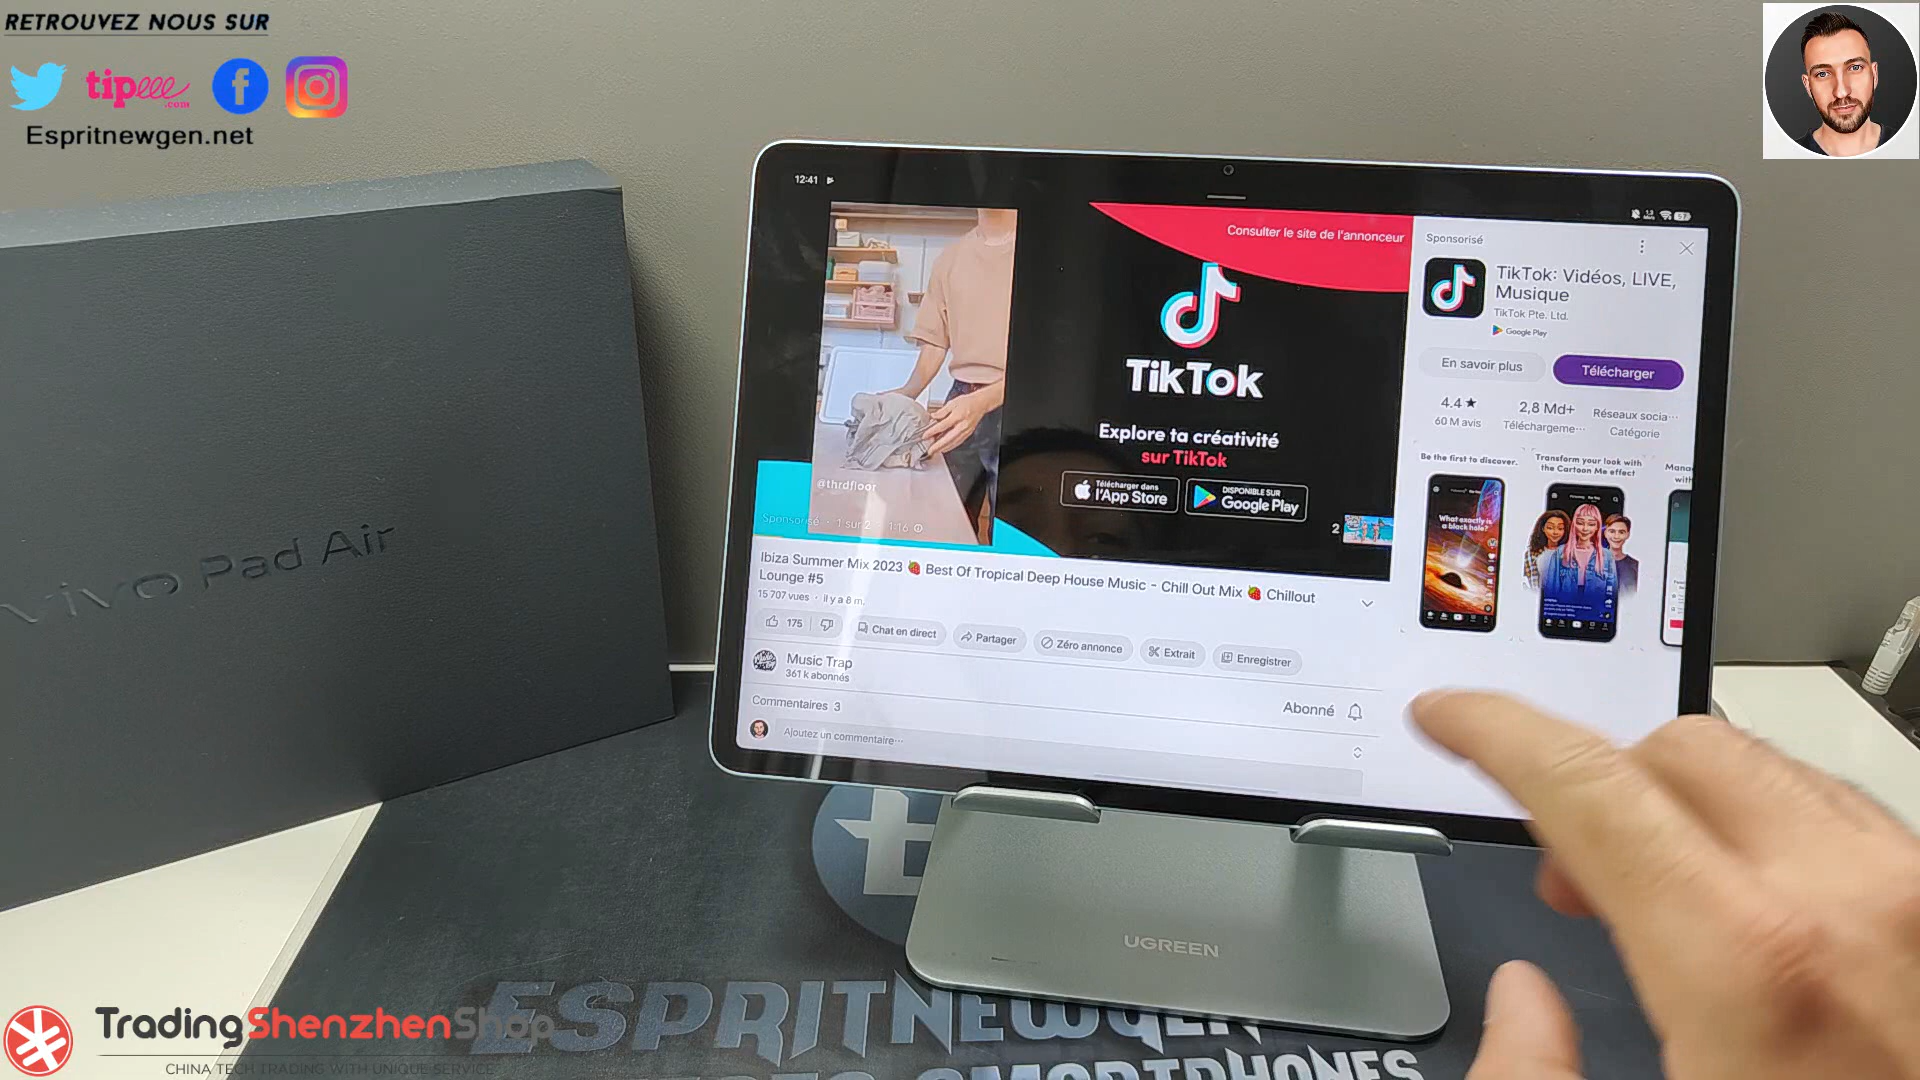 RETROUVEZ NOUS SUR
tipeee
.com
Espritnewgen.net
vivo Pad Air
12:41
Consulter le site de l'annonceur
TikTok
Explore ta créativité
sur TikTok
Télécharger dans
l'App Store
DISPONIBLE SUR
Google Play
@thrdfloor
Sponsorisé · 1 sur 2 · 1:16
2
Ibiza Summer Mix 2023 🍓 Best Of Tropical Deep House Music - Chill Out Mix 🍓 Chillout
Lounge #5
15 707 vues · il y a 8 m.
175
Chat en direct
Partager
Zéro annonce
Extrait
Enregistrer
Music Trap
361 k abonnés
Abonné
Commentaires 3
Ajoutez un commentaire...
Sponsorisé
TikTok: Vidéos, LIVE,
Musique
TikTok Pte. Ltd.
Google Play
En savoir plus
Télécharger
4.4 ★
60 M avis
2,8 Md+
Téléchargeme...
Réseaux socia...
Catégorie
Be the first to discover.
What exactly is
a black hole?
Transform your look with
the Cartoon Me effect
UGREEN
ESPRITNEWGEN
SMARTPHONES
TradingShenzhenShop
CHINA TECH TRADING WITH UNIQUE SERVICE